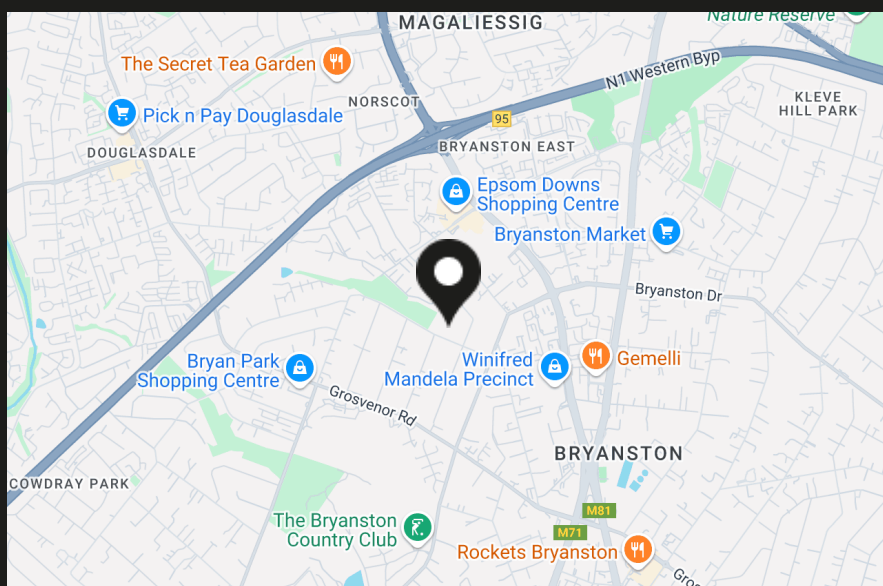 MAGALIESSIG
Nature Reserve
The Secret Tea Garden
N1 Western Byp
NORSCOT
KLEVE
HILL PARK
Pick n Pay Douglasdale
95
DOUGLASDALE
BRYANSTON EAST
Epsom Downs
Shopping Centre
Bryanston Market
Bryanston Dr
Winifred
Mandela Precinct
Gemelli
Bryan Park
Shopping Centre
Grosvenor Rd
BRYANSTON
COWDRAY PARK
M81
The Bryanston
Country Club
M71
Rockets Bryanston